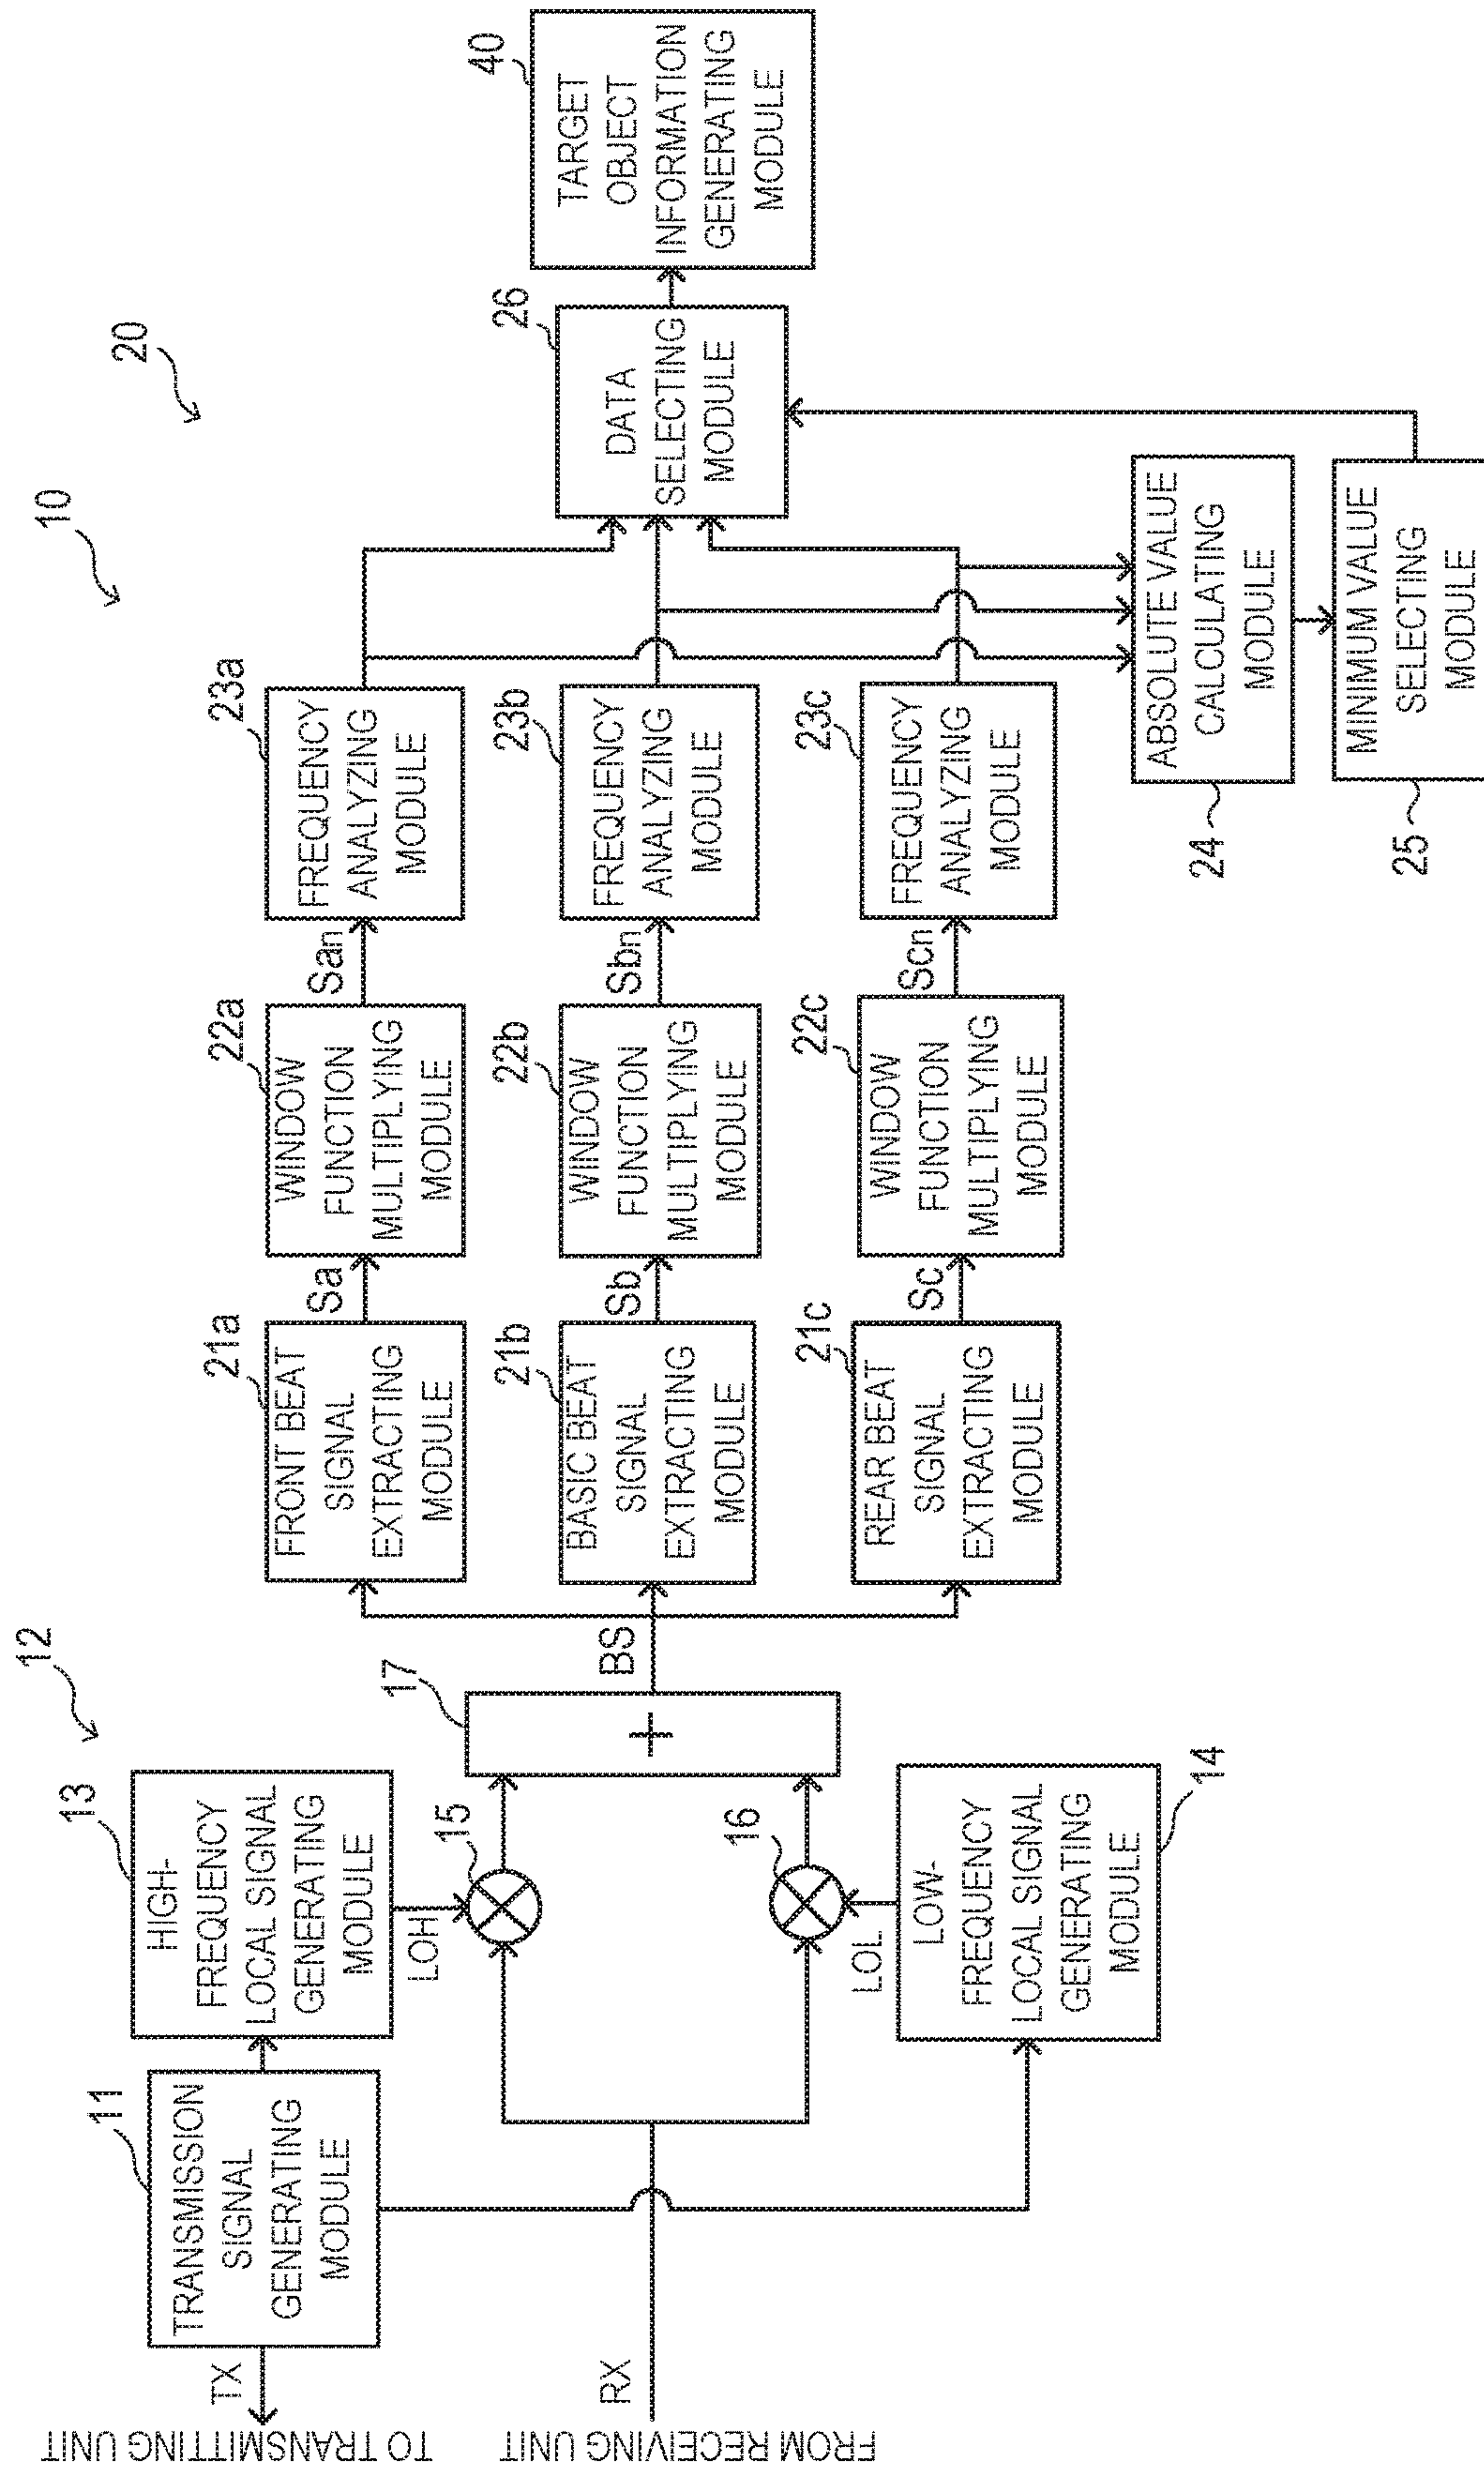 10
20
12
TO TRANSMITTING UNIT
TX
11
TRANSMISSION
SIGNAL
GENERATING
MODULE
13
HIGH-
FREQUENCY
LOCAL SIGNAL
GENERATING
MODULE
LOH
15
FROM RECEIVING UNIT
RX
16
LOL
LOW-
FREQUENCY
LOCAL SIGNAL
GENERATING
MODULE
14
17
+
BS
21a
FRONT BEAT
SIGNAL
EXTRACTING
MODULE
Sa
22a
WINDOW
FUNCTION
MULTIPLYING
MODULE
San
23a
FREQUENCY
ANALYZING
MODULE
21b
BASIC BEAT
SIGNAL
EXTRACTING
MODULE
Sb
22b
WINDOW
FUNCTION
MULTIPLYING
MODULE
Sbn
23b
FREQUENCY
ANALYZING
MODULE
21c
REAR BEAT
SIGNAL
EXTRACTING
MODULE
Sc
22c
WINDOW
FUNCTION
MULTIPLYING
MODULE
Scn
23c
FREQUENCY
ANALYZING
MODULE
26
DATA
SELECTING
MODULE
40
TARGET
OBJECT
INFORMATION
GENERATING
MODULE
24
ABSOLUTE VALUE
CALCULATING
MODULE
25
MINIMUM VALUE
SELECTING
MODULE